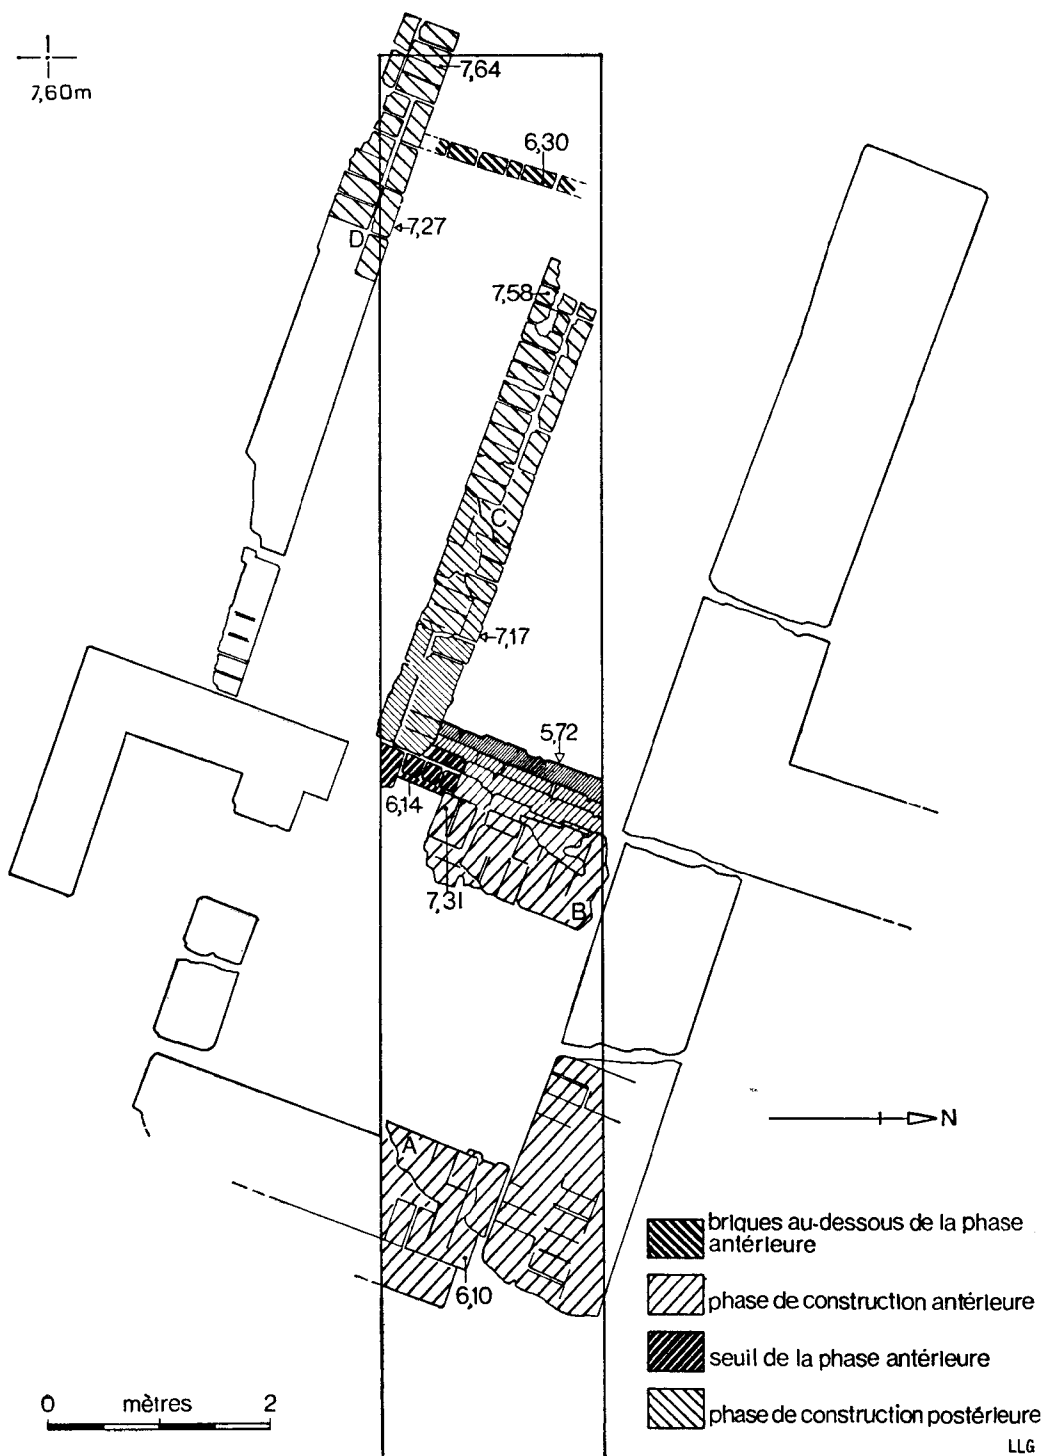 7,64
7,60m
6,30
D
7,27
7,58
C
7,17
5,72
6,14
7,31
B
N
A
6,10
briques au-dessous de la phase
antérieure
phase de construction antérieure
seuil de la phase antérieure
phase de construction postérieure
0 mètres 2
LLG